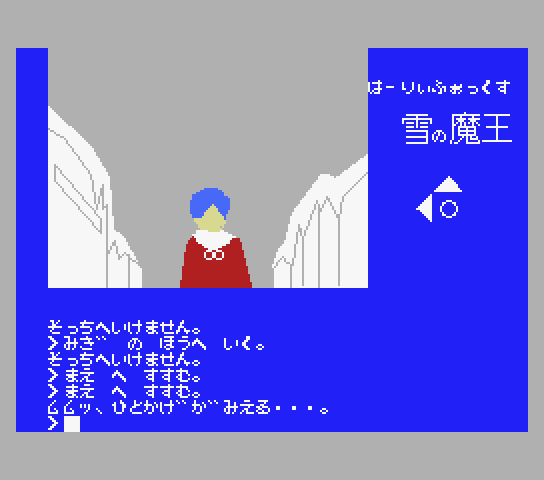 はーりぃふぉっくす
雪の魔王
そっちへいけません。
>みぎ の ほうへ いく。
そっちへいけません。
>まえ へ すすむ。
>まえ へ すすむ。
ムムッ、ひとかげがみえる・・・。
>